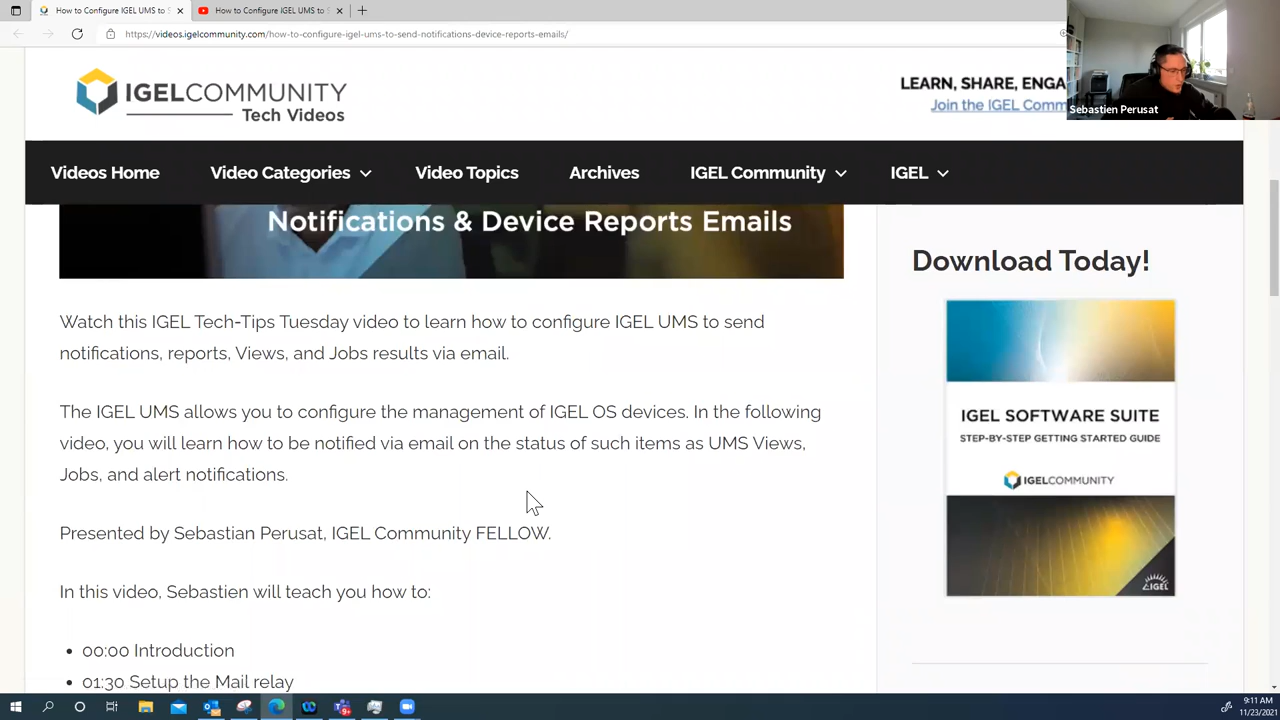 How to Configure IGEL UMS to S
How to Configure IGEL UMS to S
https://videos.igelcommunity.com/how-to-configure-igel-ums-to-send-notifications-device-reports-emails/
Sebastien Perusat
IGELCOMMUNITY
Tech Videos
LEARN, SHARE, ENGA
Join the IGEL Comm
Videos Home
Video Categories
Video Topics
Archives
IGEL Community
IGEL
Notifications & Device Reports Emails
Download Today!
Watch this IGEL Tech-Tips Tuesday video to learn how to configure IGEL UMS to send
notifications, reports, Views, and Jobs results via email.
The IGEL UMS allows you to configure the management of IGEL OS devices. In the following
video, you will learn how to be notified via email on the status of such items as UMS Views,
Jobs, and alert notifications.
Presented by Sebastian Perusat, IGEL Community FELLOW.
In this video, Sebastien will teach you how to:
• 00:00 Introduction
• 01:30 Setup the Mail relay
IGEL SOFTWARE SUITE
STEP-BY-STEP GETTING STARTED GUIDE
IGELCOMMUNITY
IGEL
9:11 AM
11/23/2021